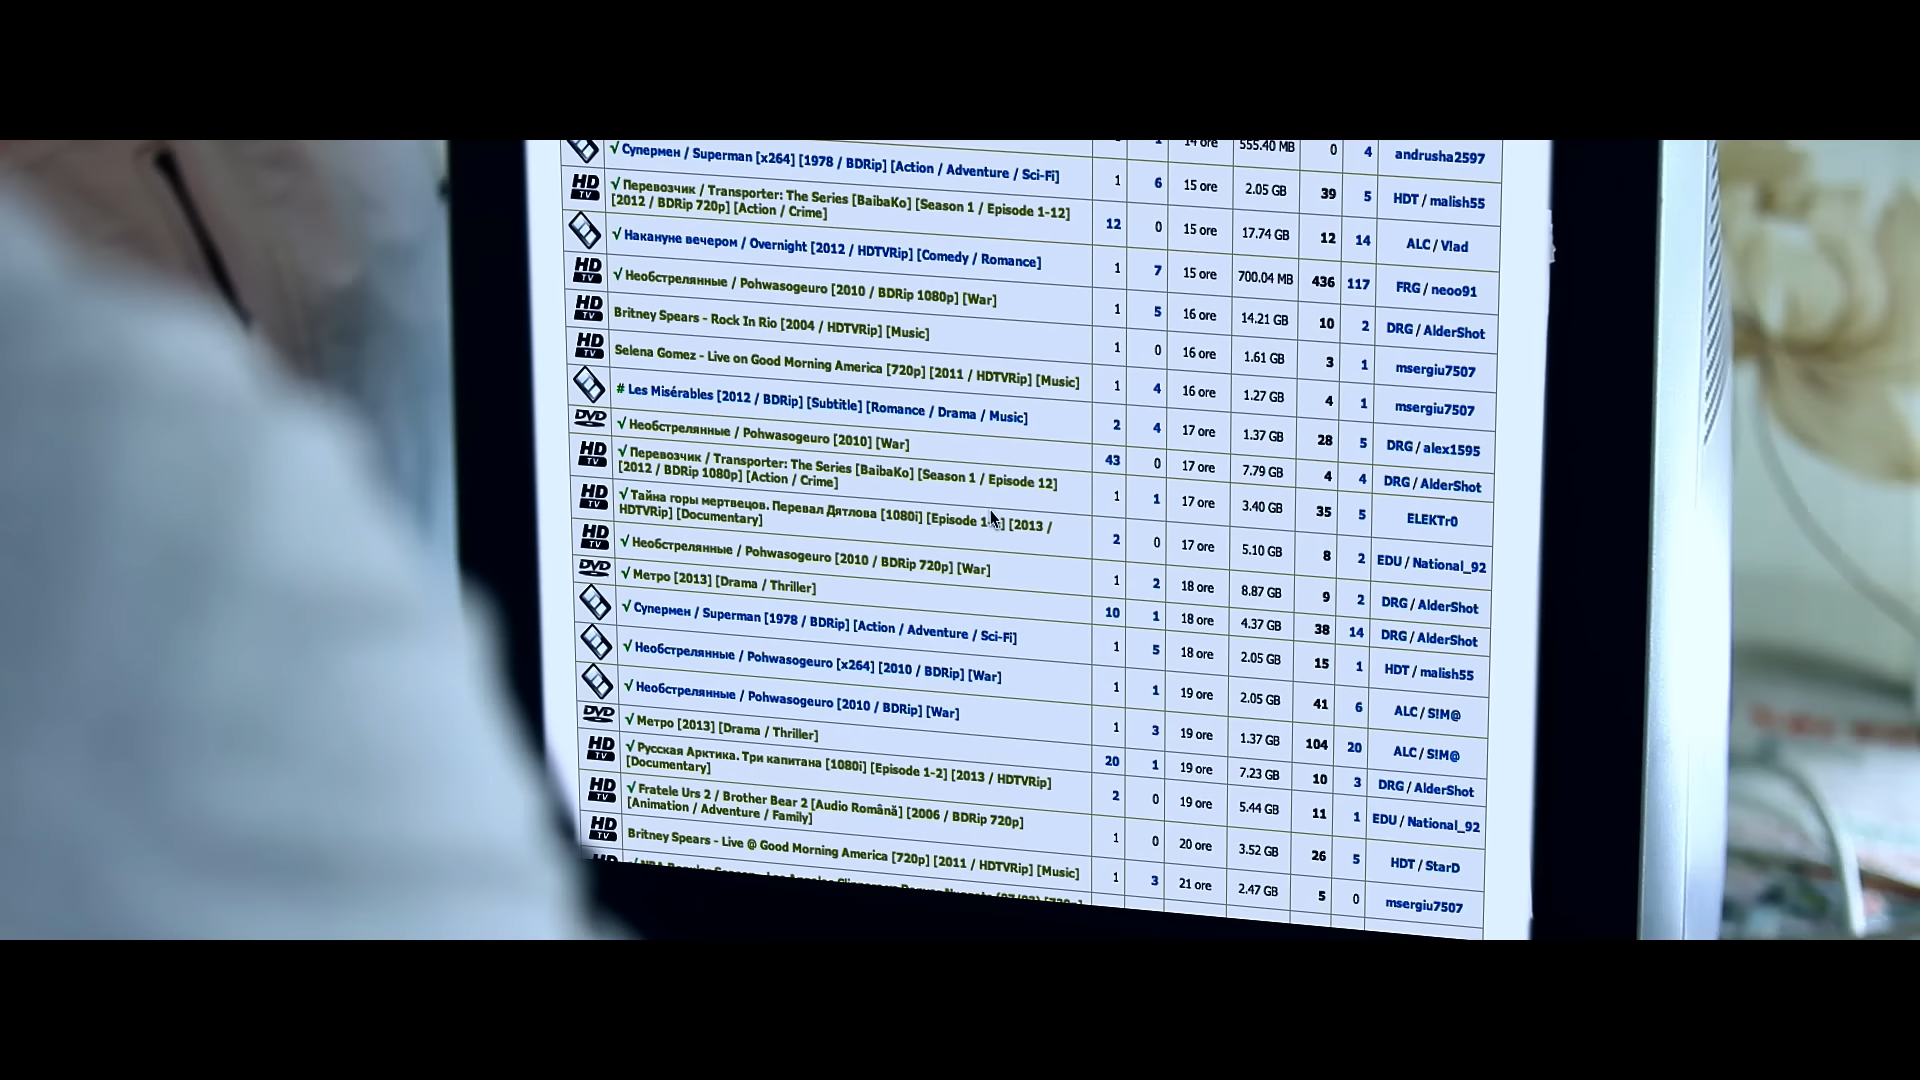 14 ore 555.40 MB 0 4 andrusha2597
√ Супермен / Superman [x264] [1978 / BDRip] [Action / Adventure / Sci-Fi] 1 6 15 ore 2.05 GB 39 5 HDT / malish55
HD TV √ Перевозчик / Transporter: The Series [BaibaKo] [Season 1 / Episode 1-12]
[2012 / BDRip 720p] [Action / Crime] 12 0 15 ore 17.74 GB 12 14 ALC / Vlad
√ Накануне вечером / Overnight [2012 / HDTVRip] [Comedy / Romance] 1 7 15 ore 700.04 MB 436 117 FRG / neoo91
HD TV √ Необстрелянные / Pohwasogeuro [2010 / BDRip 1080p] [War] 1 5 16 ore 14.21 GB 10 2 DRG / AlderShot
HD TV Britney Spears - Rock In Rio [2004 / HDTVRip] [Music] 1 0 16 ore 1.61 GB 3 1 msergiu7507
HD TV Selena Gomez - Live on Good Morning America [720p] [2011 / HDTVRip] [Music] 1 4 16 ore 1.27 GB 4 1 msergiu7507
# Les Misérables [2012 / BDRip] [Subtitle] [Romance / Drama / Music] 2 4 17 ore 1.37 GB 28 5 DRG / alex1595
DVD √ Необстрелянные / Pohwasogeuro [2010] [War] 43 0 17 ore 7.79 GB 4 4 DRG / AlderShot
HD TV √ Перевозчик / Transporter: The Series [BaibaKo] [Season 1 / Episode 12]
[2012 / BDRip 1080p] [Action / Crime] 1 1 17 ore 3.40 GB 35 5 ELEKTr0
HD TV √ Тайна горы мертвецов. Перевал Дятлова [1080i] [Episode [2013 /
HDTVRip] [Documentary] 2 0 17 ore 5.10 GB 8 2 EDU / National_92
HD TV √ Необстрелянные / Pohwasogeuro [2010 / BDRip 720p] [War] 1 2 18 ore 8.87 GB 9 2 DRG / AlderShot
DVD √ Метро [2013] [Drama / Thriller] 10 1 18 ore 4.37 GB 38 14 DRG / AlderShot
√ Супермен / Superman [1978 / BDRip] [Action / Adventure / Sci-Fi] 1 5 18 ore 2.05 GB 15 1 HDT / malish55
√ Необстрелянные / Pohwasogeuro [x264] [2010 / BDRip] [War] 1 1 19 ore 2.05 GB 41 6 ALC / S!M@
√ Необстрелянные / Pohwasogeuro [2010 / BDRip] [War] 1 3 19 ore 1.37 GB 104 20 ALC / S!M@
DVD √ Метро [2013] [Drama / Thriller] 20 1 19 ore 7.23 GB 10 3 DRG / AlderShot
HD TV √ Русская Арктика. Три капитана [1080i] [Episode 1-2] [2013 / HDTVRip]
[Documentary] 2 0 19 ore 5.44 GB 11 1 EDU / National_92
HD TV √ Fratele Urs 2 / Brother Bear 2 [Audio Română] [2006 / BDRip 720p]
[Animation / Adventure / Family] 1 0 20 ore 3.52 GB 26 5 HDT / StarD
HD TV Britney Spears - Live @ Good Morning America [720p] [2011 / HDTVRip] [Music] 1 3 21 ore 2.47 GB 5 0 msergiu7507